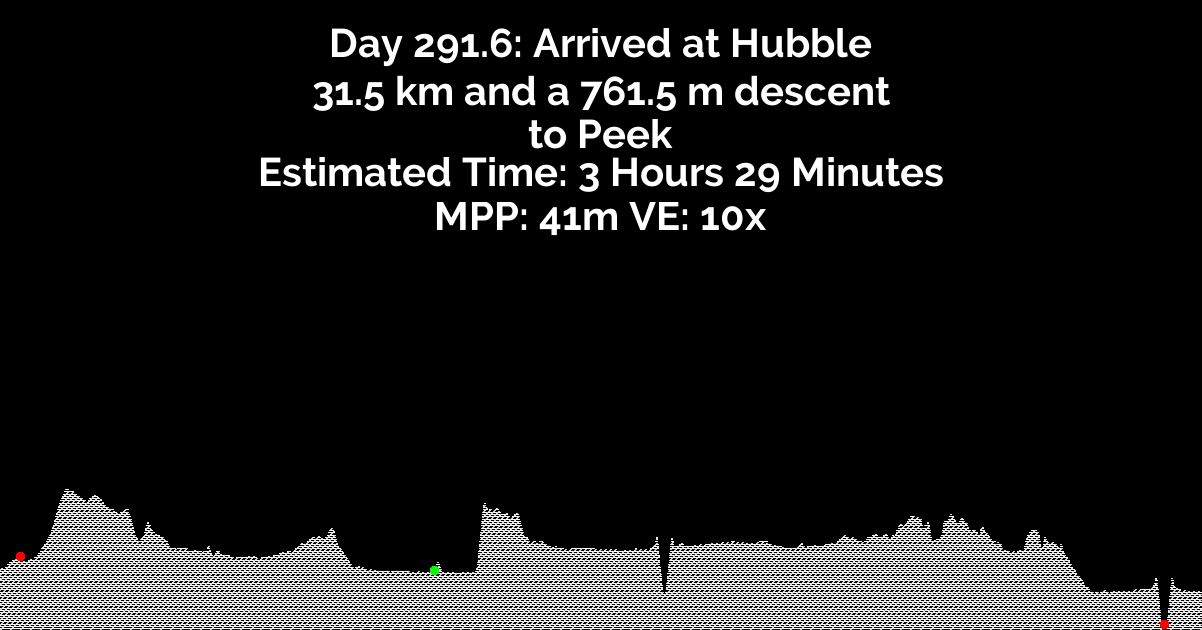 Day 291.6: Arrived at Hubble
31.5 km and a 761.5 m descent
to Peek
Estimated Time: 3 Hours 29 Minutes
MPP: 41m VE: 10x